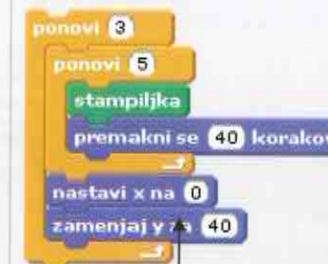 ponovi 3
ponovi 5
stampiljka
premakni se 40 korakov
nastavi x na 0
zamenjaj y za 40